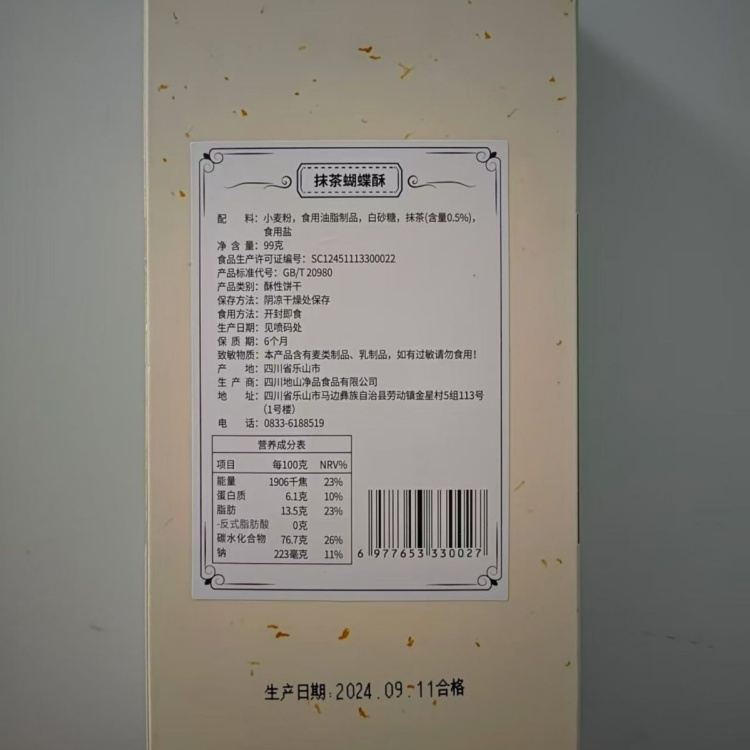 抹茶蝴蝶酥
配 料：小麦粉，食用油脂制品，白砂糖，抹茶(含量0.5%)，
食用盐
净 含 量：99克
食品生产许可证编号：SC12451113300022
产品标准代号：GB/T 20980
产品类别：酥性饼干
保存方法：阴凉干燥处保存
食用方法：开封即食
生产日期：见喷码处
保 质 期：6个月
致敏物质：本产品含有麦类制品、乳制品，如有过敏请勿食用！
产 地：四川省乐山市
生 产 商：四川地山净品食品有限公司
地 址：四川省乐山市马边彝族自治县劳动镇金星村5组113号
（1号楼）
电 话：0833-6188519
营养成分表
项目 每100克 NRV%
能量 1906千焦 23%
蛋白质 6.1克 10%
脂肪 13.5克 23%
-反式脂肪酸 0克
碳水化合物 76.7克 26%
钠 223毫克 11%
6 977653 330027
生产日期:2024.09.11合格